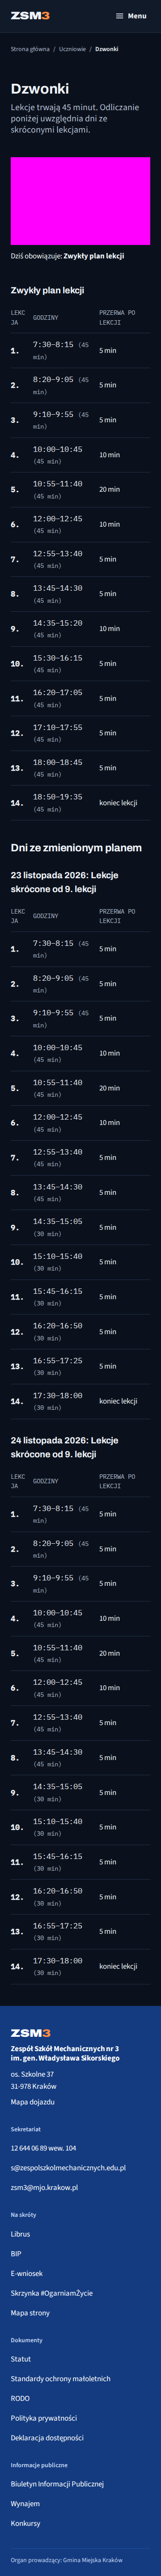 ZSM3
Menu
Strona główna / Uczniowie / Dzwonki
Dzwonki
Lekcje trwają 45 minut. Odliczanie
poniżej uwzględnia dni ze
skróconymi lekcjami.
Dziś obowiązuje: Zwykły plan lekcji
Zwykły plan lekcji
LEKCJA GODZINY PRZERWA PO LEKCJI
1. 7:30–8:15 (45 min) 5 min
2. 8:20–9:05 (45 min) 5 min
3. 9:10–9:55 (45 min) 5 min
4. 10:00–10:45 (45 min) 10 min
5. 10:55–11:40 (45 min) 20 min
6. 12:00–12:45 (45 min) 10 min
7. 12:55–13:40 (45 min) 5 min
8. 13:45–14:30 (45 min) 5 min
9. 14:35–15:20 (45 min) 10 min
10. 15:30–16:15 (45 min) 5 min
11. 16:20–17:05 (45 min) 5 min
12. 17:10–17:55 (45 min) 5 min
13. 18:00–18:45 (45 min) 5 min
14. 18:50–19:35 (45 min) koniec lekcji
Dni ze zmienionym planem
23 listopada 2026: Lekcje
skrócone od 9. lekcji
LEKCJA GODZINY PRZERWA PO LEKCJI
1. 7:30–8:15 (45 min) 5 min
2. 8:20–9:05 (45 min) 5 min
3. 9:10–9:55 (45 min) 5 min
4. 10:00–10:45 (45 min) 10 min
5. 10:55–11:40 (45 min) 20 min
6. 12:00–12:45 (45 min) 10 min
7. 12:55–13:40 (45 min) 5 min
8. 13:45–14:30 (45 min) 5 min
9. 14:35–15:05 (30 min) 5 min
10. 15:10–15:40 (30 min) 5 min
11. 15:45–16:15 (30 min) 5 min
12. 16:20–16:50 (30 min) 5 min
13. 16:55–17:25 (30 min) 5 min
14. 17:30–18:00 (30 min) koniec lekcji
24 listopada 2026: Lekcje
skrócone od 9. lekcji
LEKCJA GODZINY PRZERWA PO LEKCJI
1. 7:30–8:15 (45 min) 5 min
2. 8:20–9:05 (45 min) 5 min
3. 9:10–9:55 (45 min) 5 min
4. 10:00–10:45 (45 min) 10 min
5. 10:55–11:40 (45 min) 20 min
6. 12:00–12:45 (45 min) 10 min
7. 12:55–13:40 (45 min) 5 min
8. 13:45–14:30 (45 min) 5 min
9. 14:35–15:05 (30 min) 5 min
10. 15:10–15:40 (30 min) 5 min
11. 15:45–16:15 (30 min) 5 min
12. 16:20–16:50 (30 min) 5 min
13. 16:55–17:25 (30 min) 5 min
14. 17:30–18:00 (30 min) koniec lekcji
ZSM3
Zespół Szkół Mechanicznych nr 3
im. gen. Władysława Sikorskiego
os. Szkolne 37
31-978 Kraków
Mapa dojazdu
Sekretariat
12 644 06 89 wew. 104
s@zespolszkolmechanicznych.edu.pl
zsm3@mjo.krakow.pl
Na skróty
Librus
BIP
E-wniosek
Skrzynka #OgarniamŻycie
Mapa strony
Dokumenty
Statut
Standardy ochrony małoletnich
RODO
Polityka prywatności
Deklaracja dostępności
Informacje publiczne
Biuletyn Informacji Publicznej
Wynajem
Konkursy
Organ prowadzący: Gmina Miejska Kraków